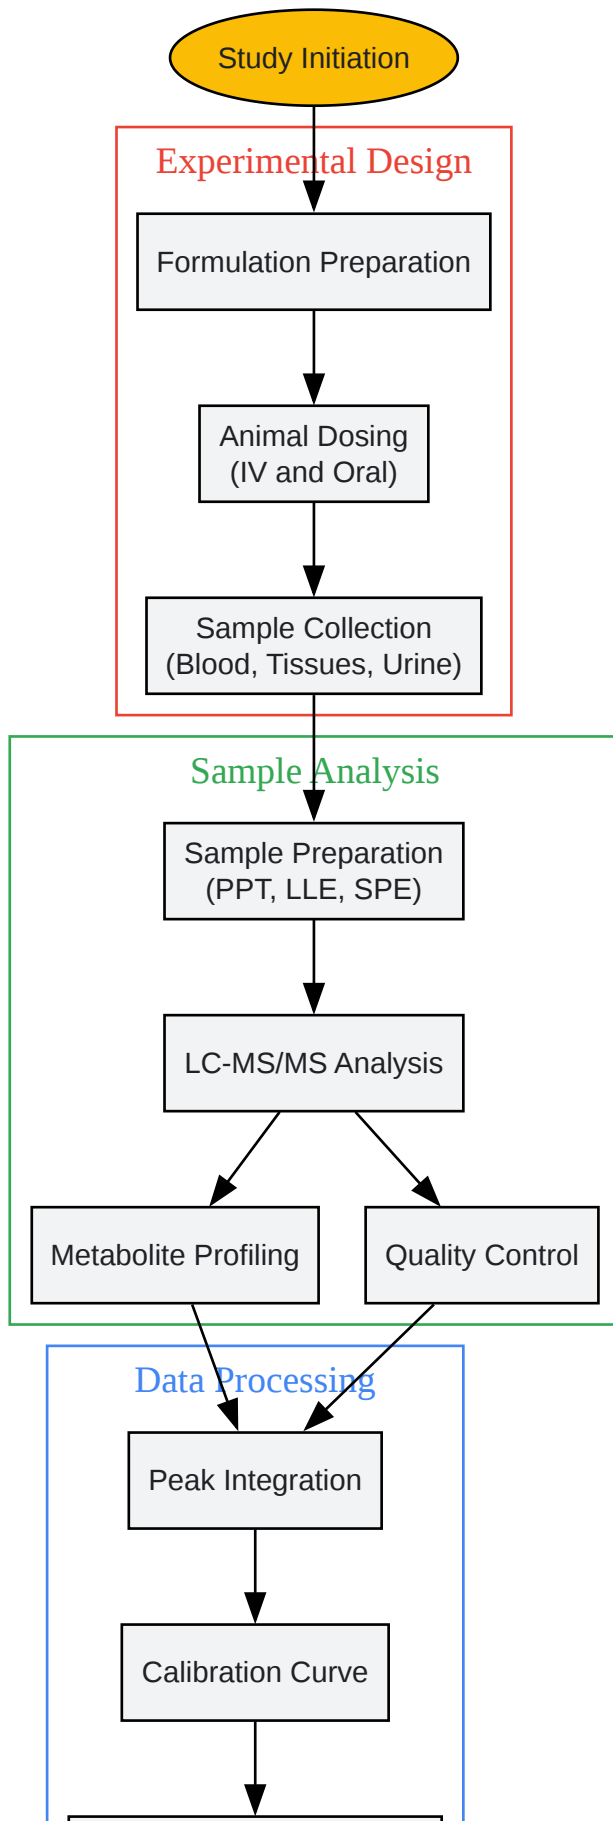 Study Initiation
Experimental Design
Formulation Preparation
Animal Dosing
(IV and Oral)
Sample Collection
(Blood, Tissues, Urine)
Sample Analysis
Sample Preparation
(PPT, LLE, SPE)
LC-MS/MS Analysis
Metabolite Profiling
Quality Control
Data Processing
Peak Integration
Calibration Curve